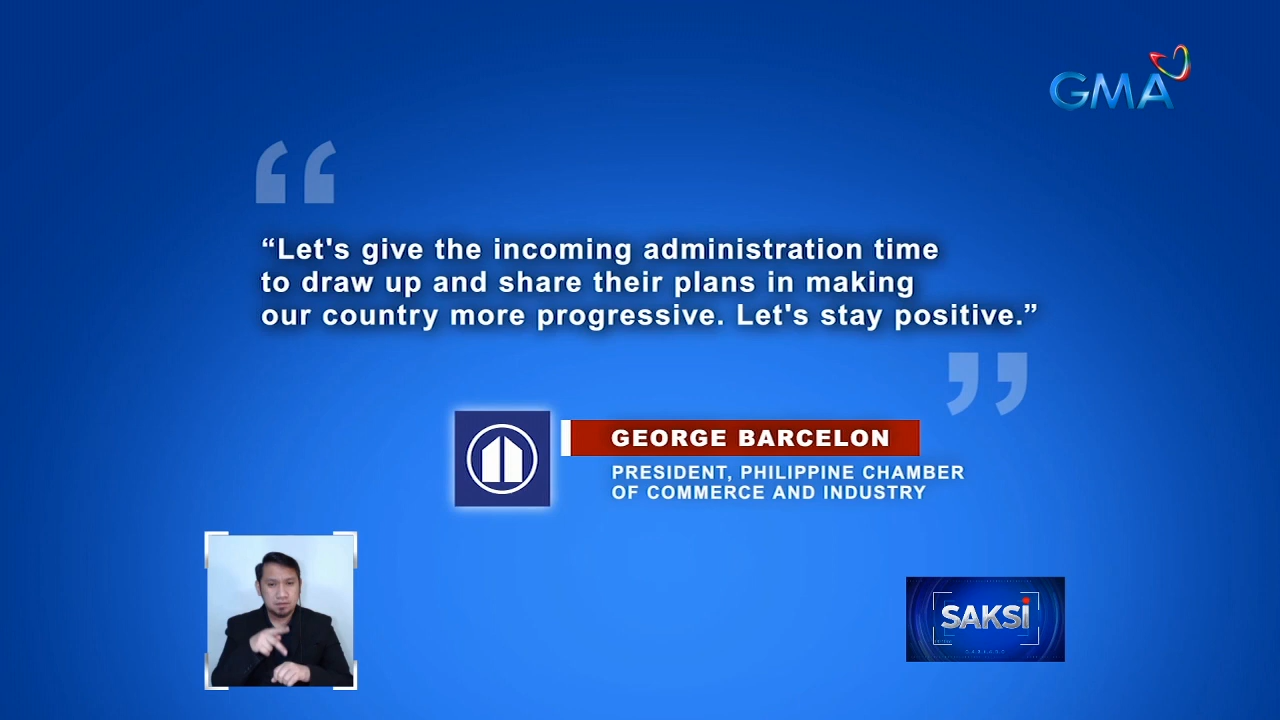 GMA
“Let's give the incoming administration time
to draw up and share their plans in making
our country more progressive. Let's stay positive.”
GEORGE BARCELON
PRESIDENT, PHILIPPINE CHAMBER
OF COMMERCE AND INDUSTRY
SAKSI